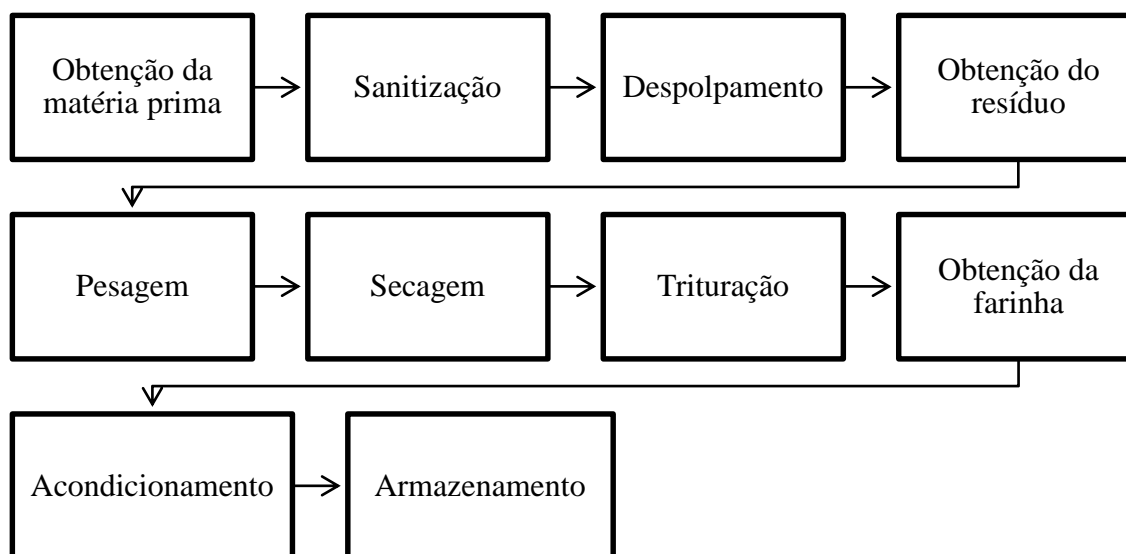 Obtenção da
matéria prima
Sanitização
Despolpamento
Obtenção do
resíduo
Pesagem
Secagem
Trituração
Obtenção da
farinha
Acondicionamento
Armazenamento